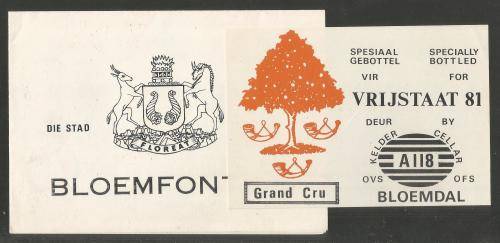 DIE STAD
FLOREAT
BLOEMFONT
Grand Cru
SPESIAAL SPECIALLY
GEBOTTEL BOTTLED
VIR FOR
VRIJSTAAT 81
DEUR BY
KELDER CELLAR
A118
OVS OFS
BLOEMDAL